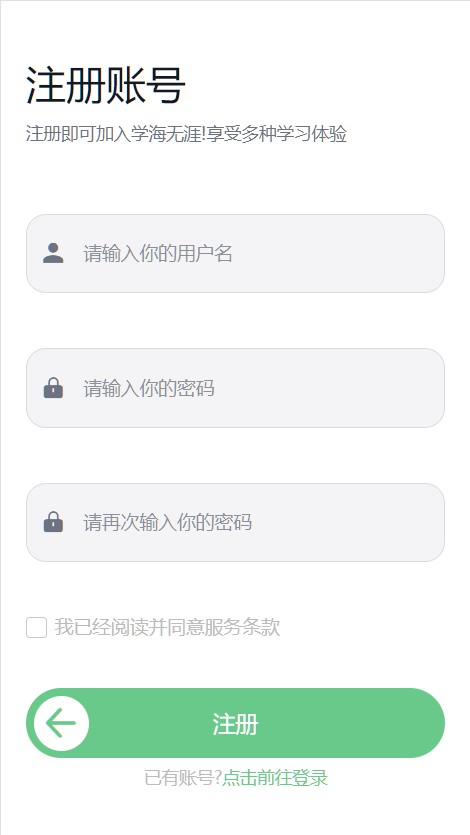 注册账号
注册即可加入学海无涯!享受多种学习体验
请输入你的用户名
请输入你的密码
请再次输入你的密码
我已经阅读并同意服务条款
注册
已有账号?点击前往登录